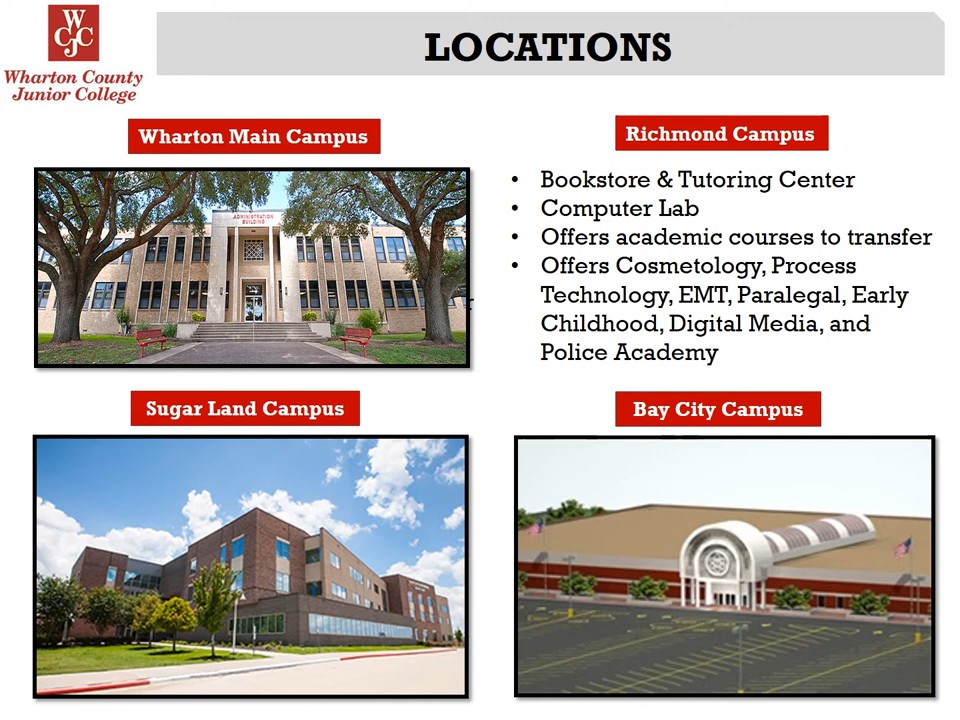 W
CJC
Wharton County
Junior College
LOCATIONS
Wharton Main Campus
ADMINISTRATION
BUILDING
Richmond Campus
• Bookstore & Tutoring Center
• Computer Lab
• Offers academic courses to transfer
• Offers Cosmetology, Process
Technology, EMT, Paralegal, Early
Childhood, Digital Media, and
Police Academy
Sugar Land Campus
Bay City Campus